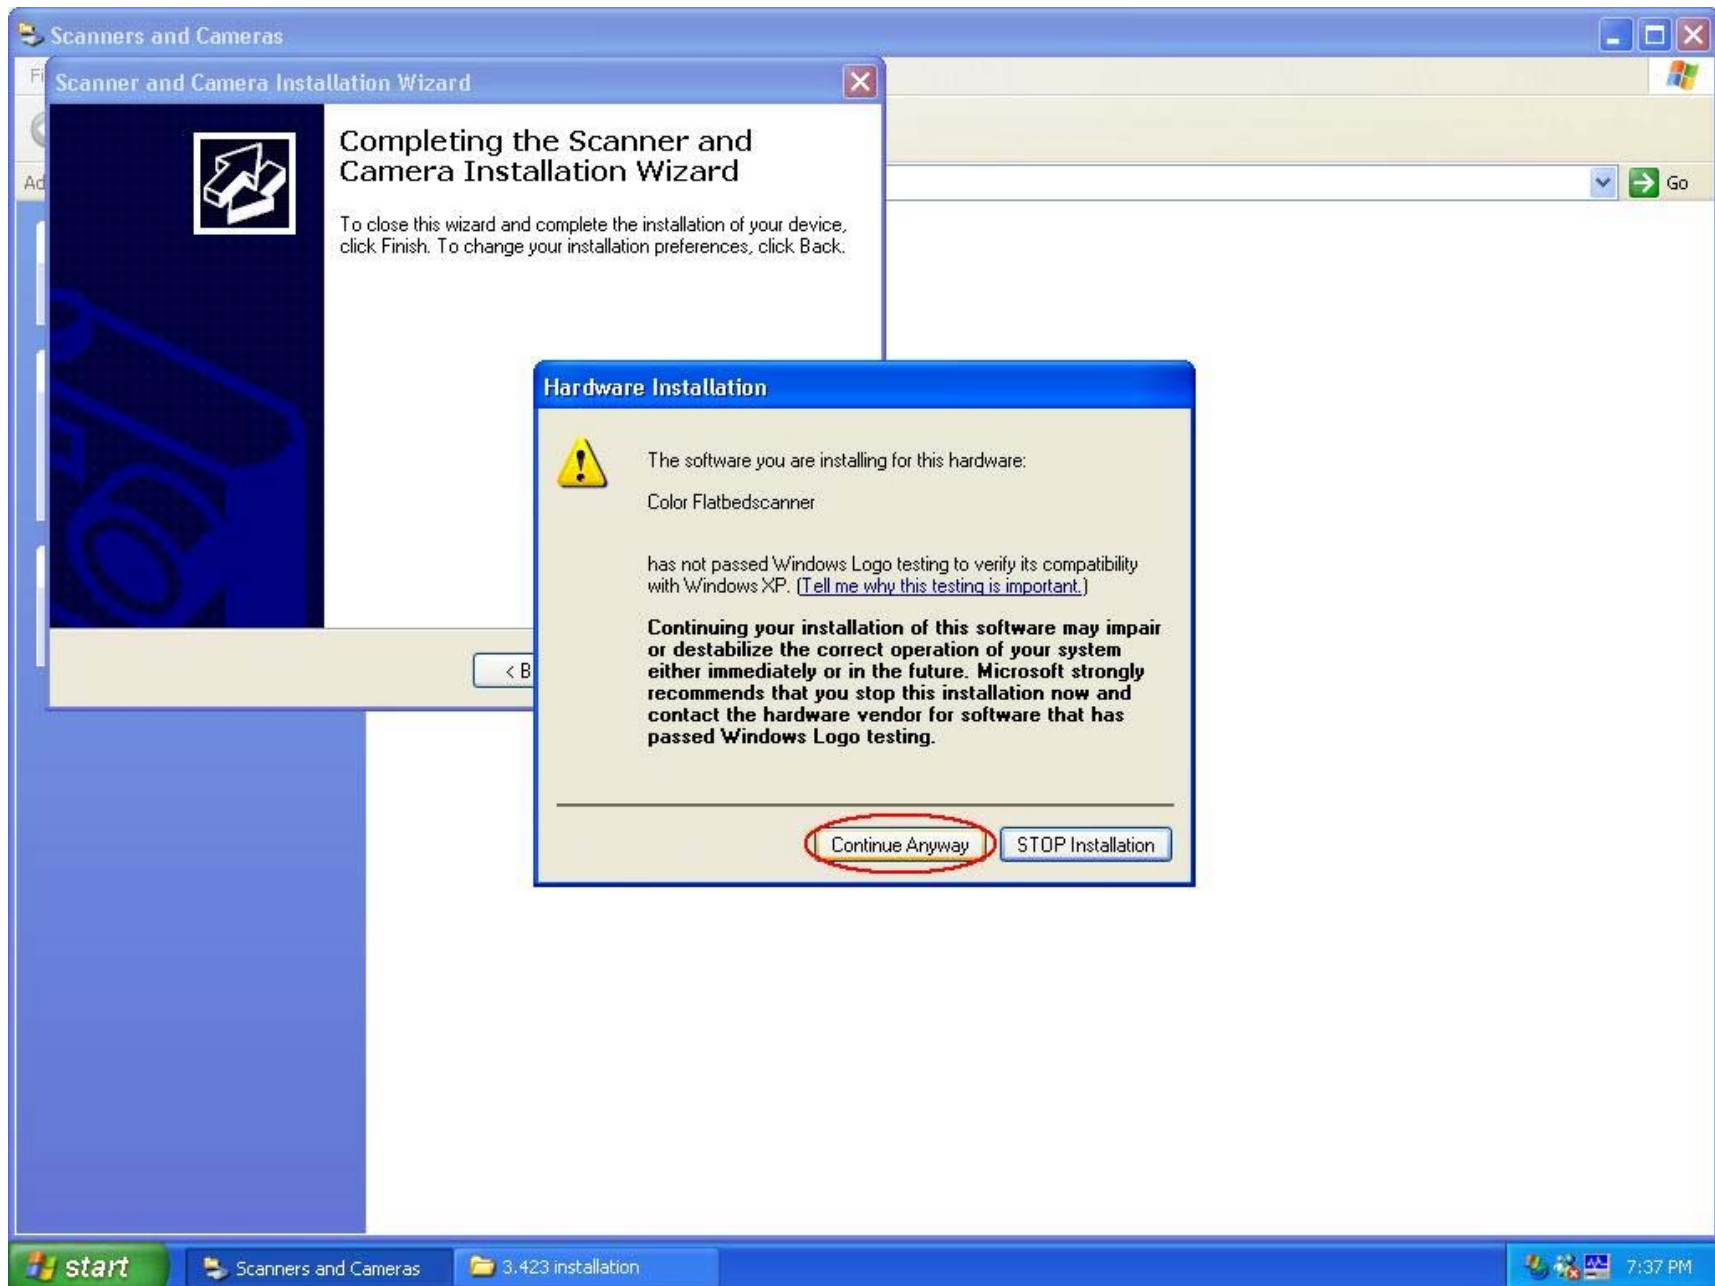 Scanners and Cameras
Fi
Scanner and Camera Installation Wizard
Ad
Go
Completing the Scanner and
Camera Installation Wizard
To close this wizard and complete the installation of your device,
click Finish. To change your installation preferences, click Back.
< B
Hardware Installation
The software you are installing for this hardware:
Color Flatbedscanner
has not passed Windows Logo testing to verify its compatibility
with Windows XP. (Tell me why this testing is important.)
Continuing your installation of this software may impair
or destabilize the correct operation of your system
either immediately or in the future. Microsoft strongly
recommends that you stop this installation now and
contact the hardware vendor for software that has
passed Windows Logo testing.
Continue Anyway
STOP Installation
start
Scanners and Cameras
3.423 installation
7:37 PM